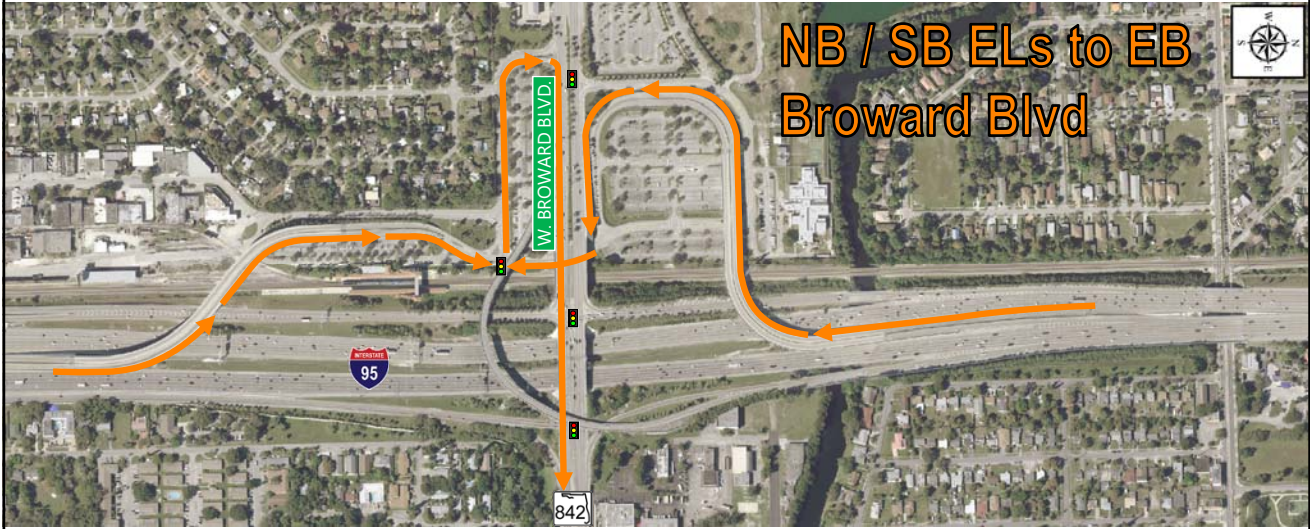 NB / SB ELs to EB
Broward Blvd
W
S
N
E
W. BROWARD BLVD.
INTERSTATE
95
842